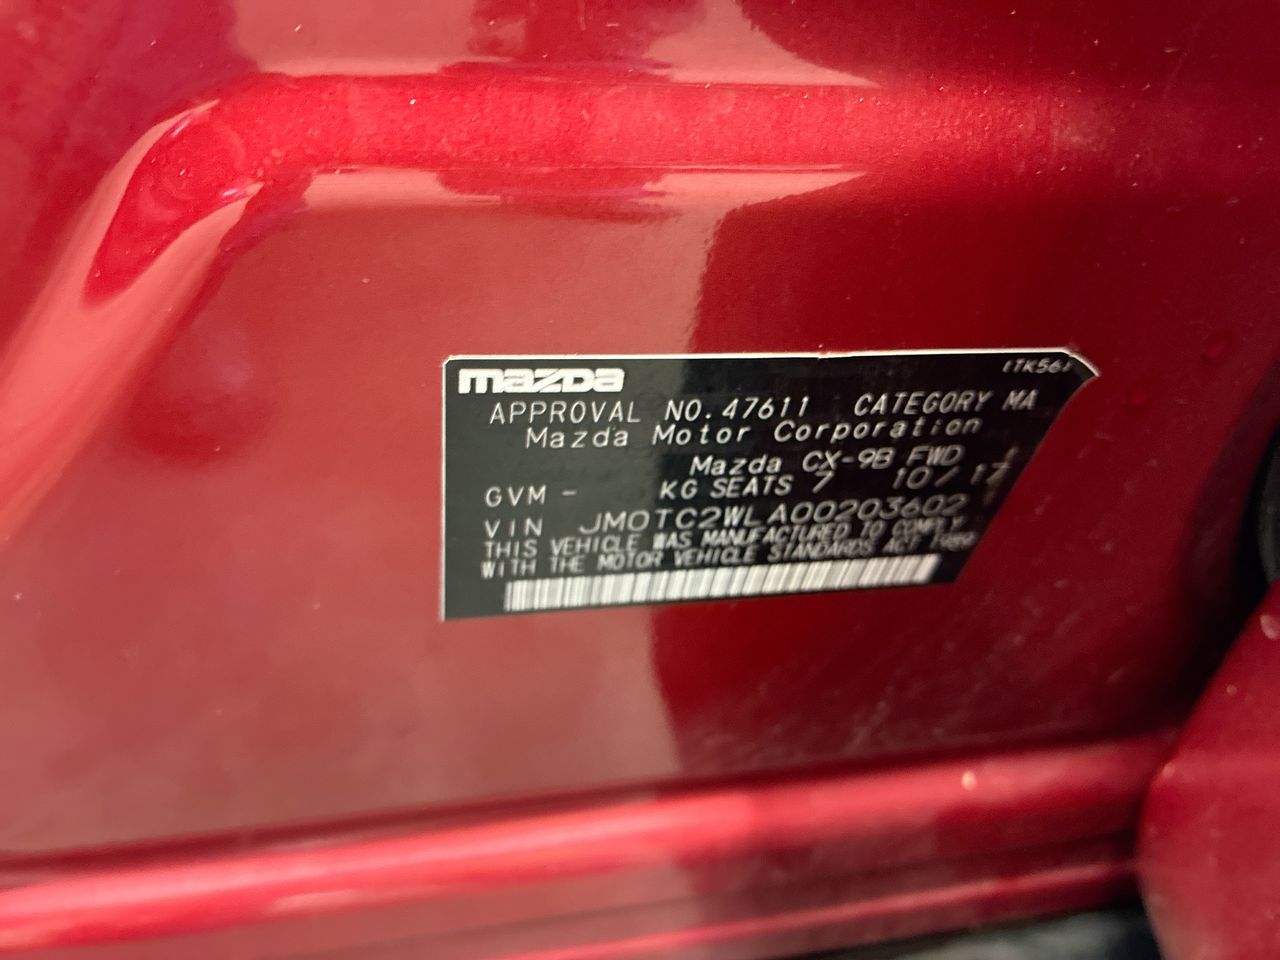 mazda
(TK56)
APPROVAL NO. 47611 CATEGORY MA
Mazda Motor Corporation
Mazda CX-9B FWD
GVM - KG SEATS 7 10/17
VIN JM0TC2WLA00203602
THIS VEHICLE WAS MANUFACTURED TO COMPLY
WITH THE MOTOR VEHICLE STANDARDS ACT 1989